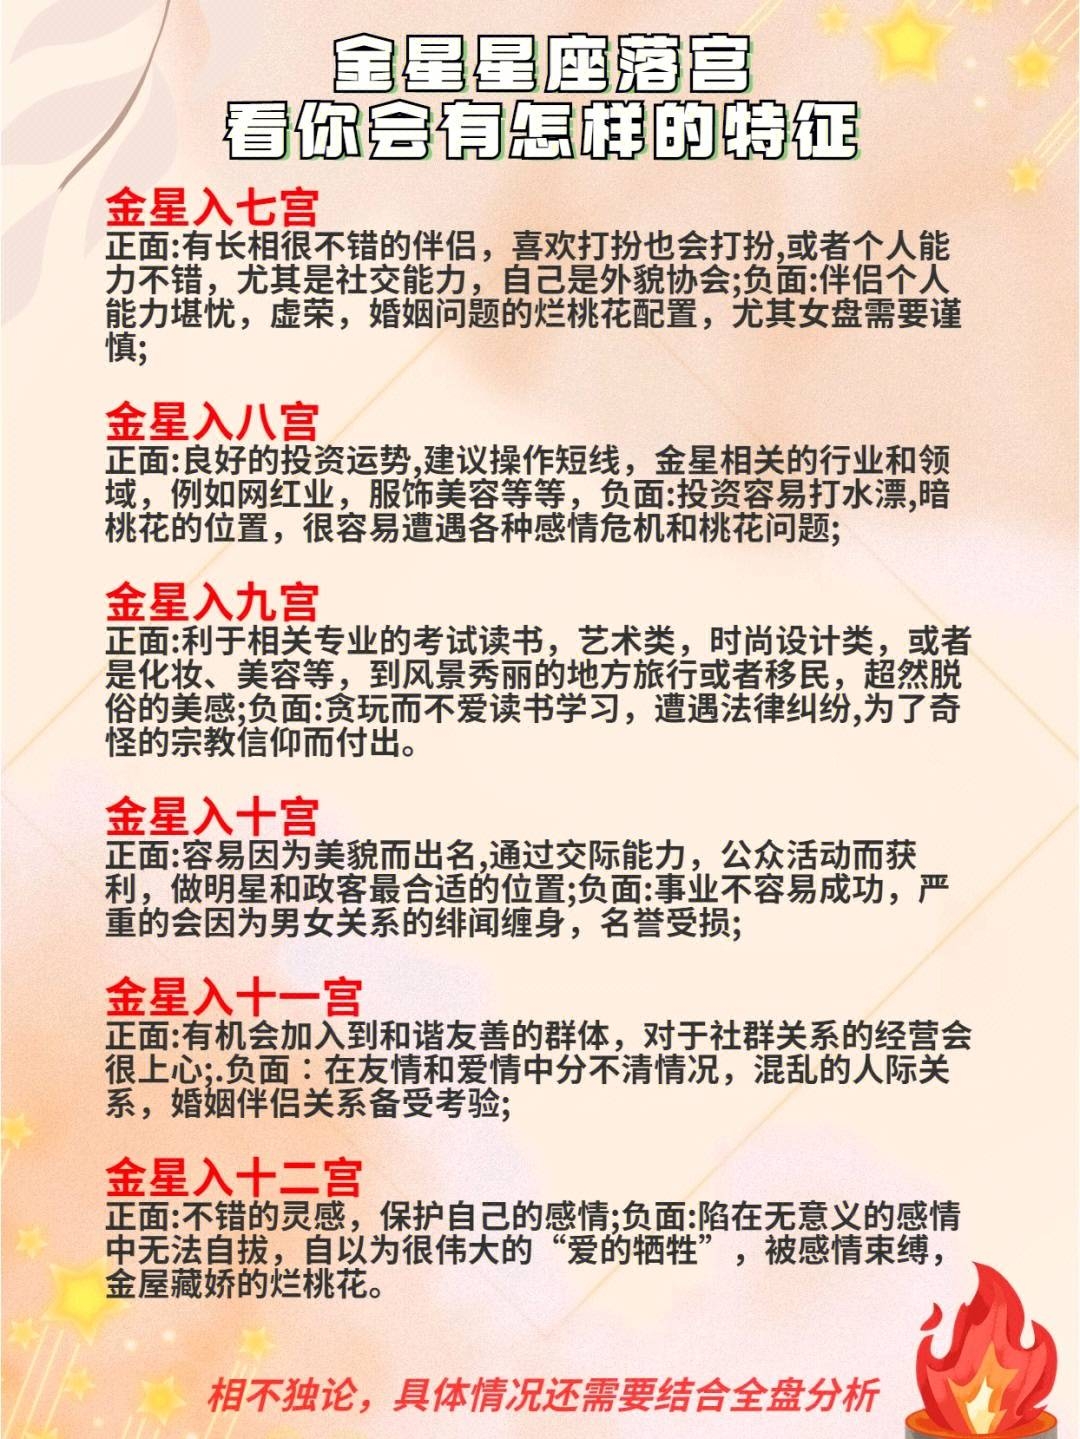 金星星座落宫
看你会有怎样的特征
金星入七宫
正面:有长相很不错的伴侣，喜欢打扮也会打扮,或者个人能
力不错，尤其是社交能力，自己是外貌协会;负面:伴侣个人
能力堪忧，虚荣，婚姻问题的烂桃花配置，尤其女盘需要谨
慎;
金星入八宫
正面:良好的投资运势,建议操作短线，金星相关的行业和领
域，例如网红业，服饰美容等等，负面:投资容易打水漂,暗
桃花的位置，很容易遭遇各种感情危机和桃花问题;
金星入九宫
正面:利于相关专业的考试读书，艺术类，时尚设计类，或者
是化妆、美容等，到风景秀丽的地方旅行或者移民，超然脱
俗的美感;负面:贪玩而不爱读书学习，遭遇法律纠纷,为了奇
怪的宗教信仰而付出。
金星入十宫
正面:容易因为美貌而出名,通过交际能力，公众活动而获
利，做明星和政客最合适的位置;负面:事业不容易成功，严
重的会因为男女关系的绯闻缠身，名誉受损;
金星入十一宫
正面:有机会加入到和谐友善的群体，对于社群关系的经营会
很上心;.负面：在友情和爱情中分不清情况，混乱的人际关
系，婚姻伴侣关系备受考验;
金星入十二宫
正面:不错的灵感，保护自己的感情;负面:陷在无意义的感情
中无法自拔，自以为很伟大的“爱的牺牲”，被感情束缚，
金屋藏娇的烂桃花。
相不独论，具体情况还需要结合全盘分析